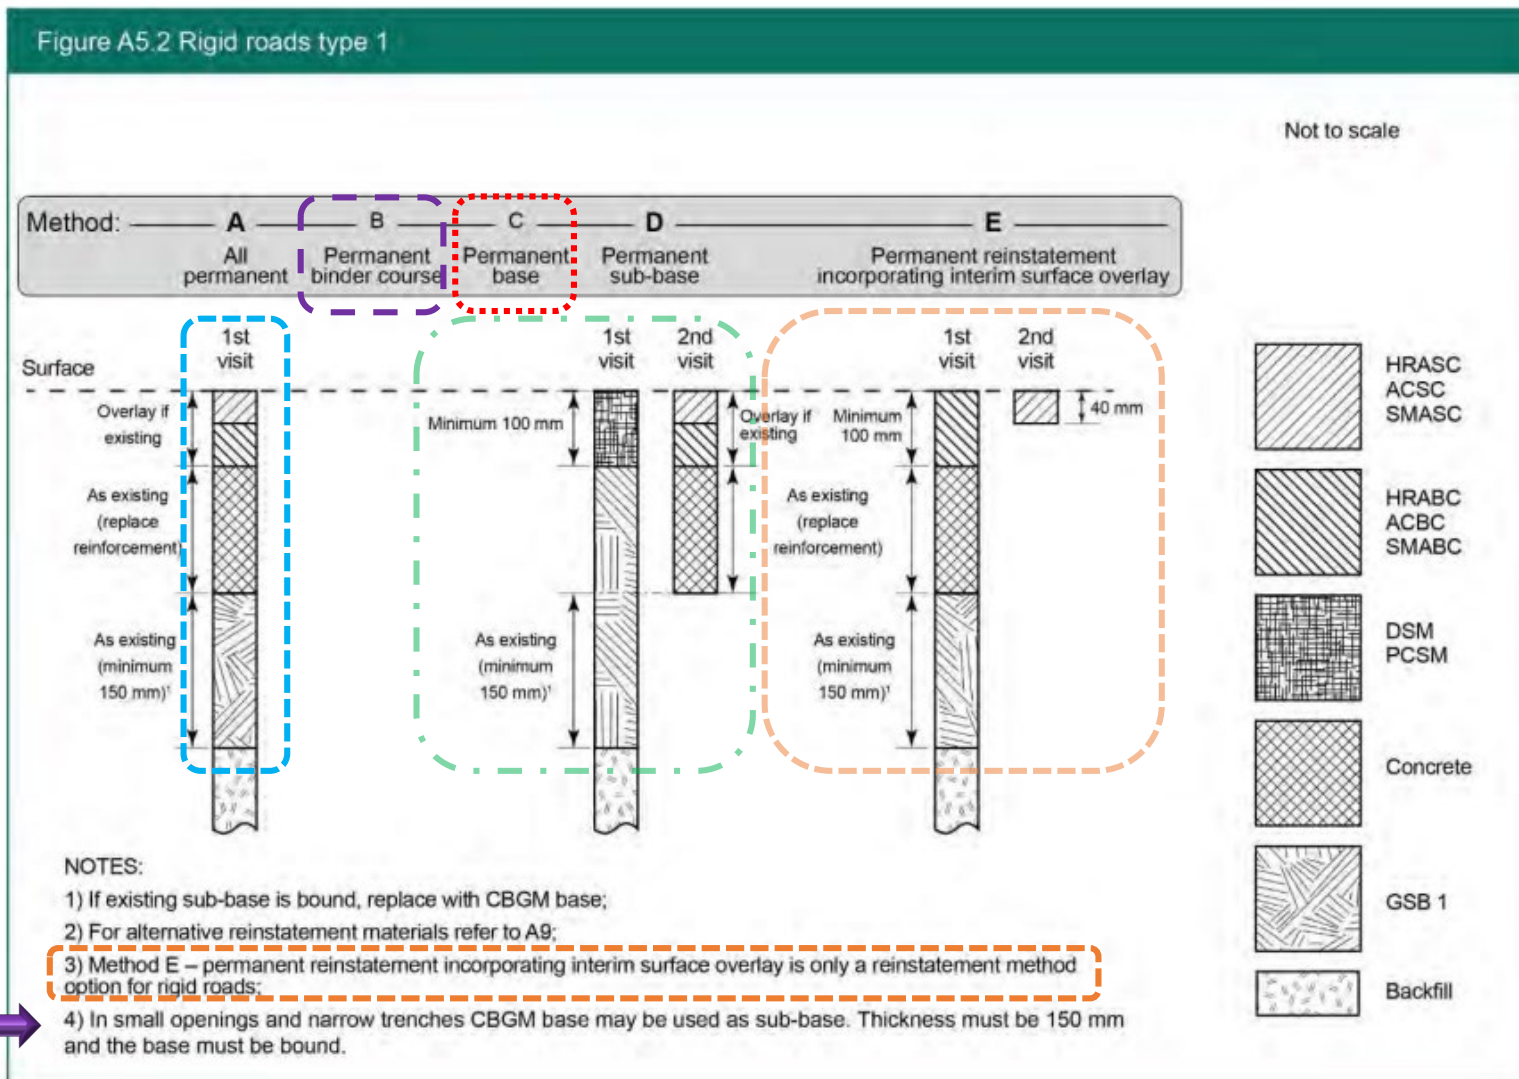 Figure A5.2 Rigid roads type 1
Not to scale
Method: A B C D E
All
permanent
Permanent
binder course
Permanent
base
Permanent
sub-base
Permanent reinstatement
incorporating interim surface overlay
Surface
1st
visit
Overlay if
existing
As existing
(replace
reinforcement)
As existing
(minimum
150 mm)¹
1st
visit
2nd
visit
Minimum 100 mm
Overlay if
existing
As existing
(minimum
150 mm)¹
1st
visit
2nd
visit
Minimum
100 mm
40 mm
As existing
(replace
reinforcement)
As existing
(minimum
150 mm)¹
HRASC
ACSC
SMASC
HRABC
ACBC
SMABC
DSM
PCSM
Concrete
GSB 1
Backfill
NOTES:
1) If existing sub-base is bound, replace with CBGM base;
2) For alternative reinstatement materials refer to A9;
3) Method E – permanent reinstatement incorporating interim surface overlay is only a reinstatement method
option for rigid roads;
4) In small openings and narrow trenches CBGM base may be used as sub-base. Thickness must be 150 mm
and the base must be bound.